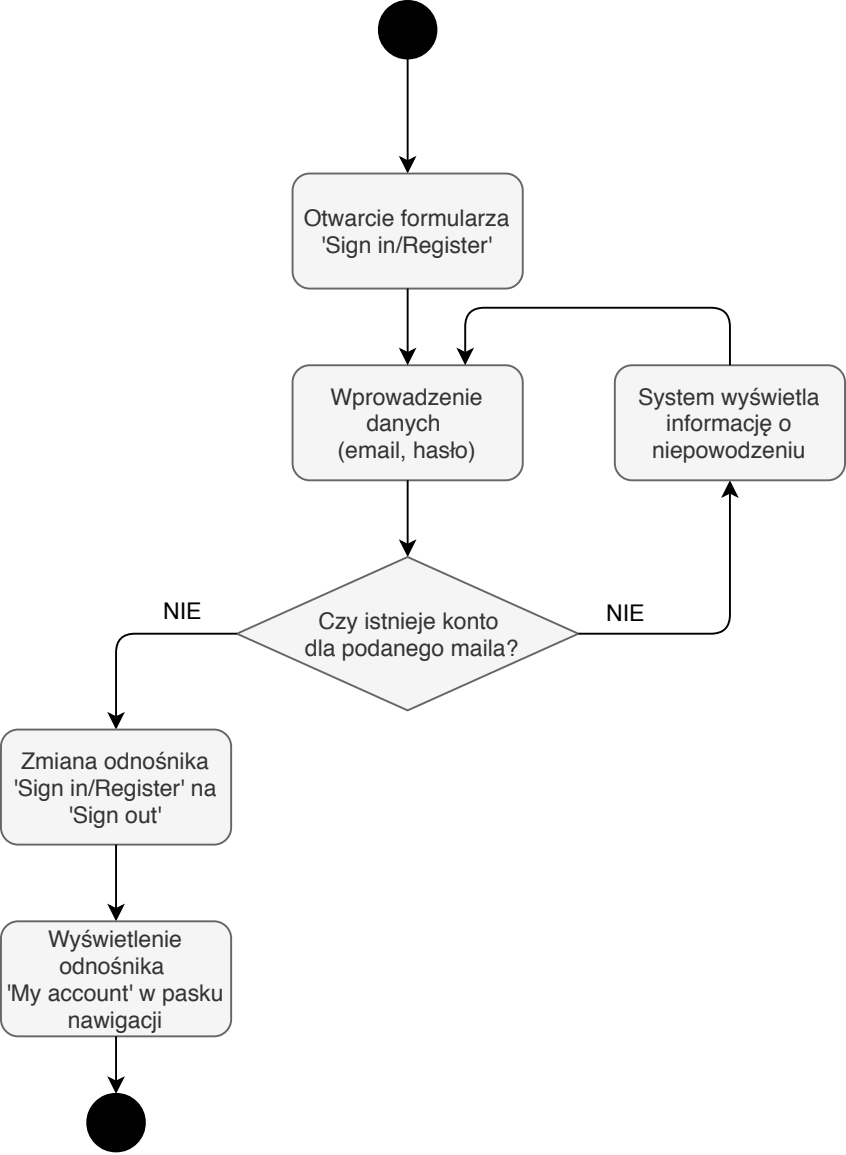 Otwarcie formularza
'Sign in/Register'
Wprowadzenie
danych
(email, hasło)
System wyświetla
informację o
niepowodzeniu
Czy istnieje konto
dla podanego maila?
NIE
NIE
Zmiana odnośnika
'Sign in/Register' na
'Sign out'
Wyświetlenie
odnośnika
'My account' w pasku
nawigacji